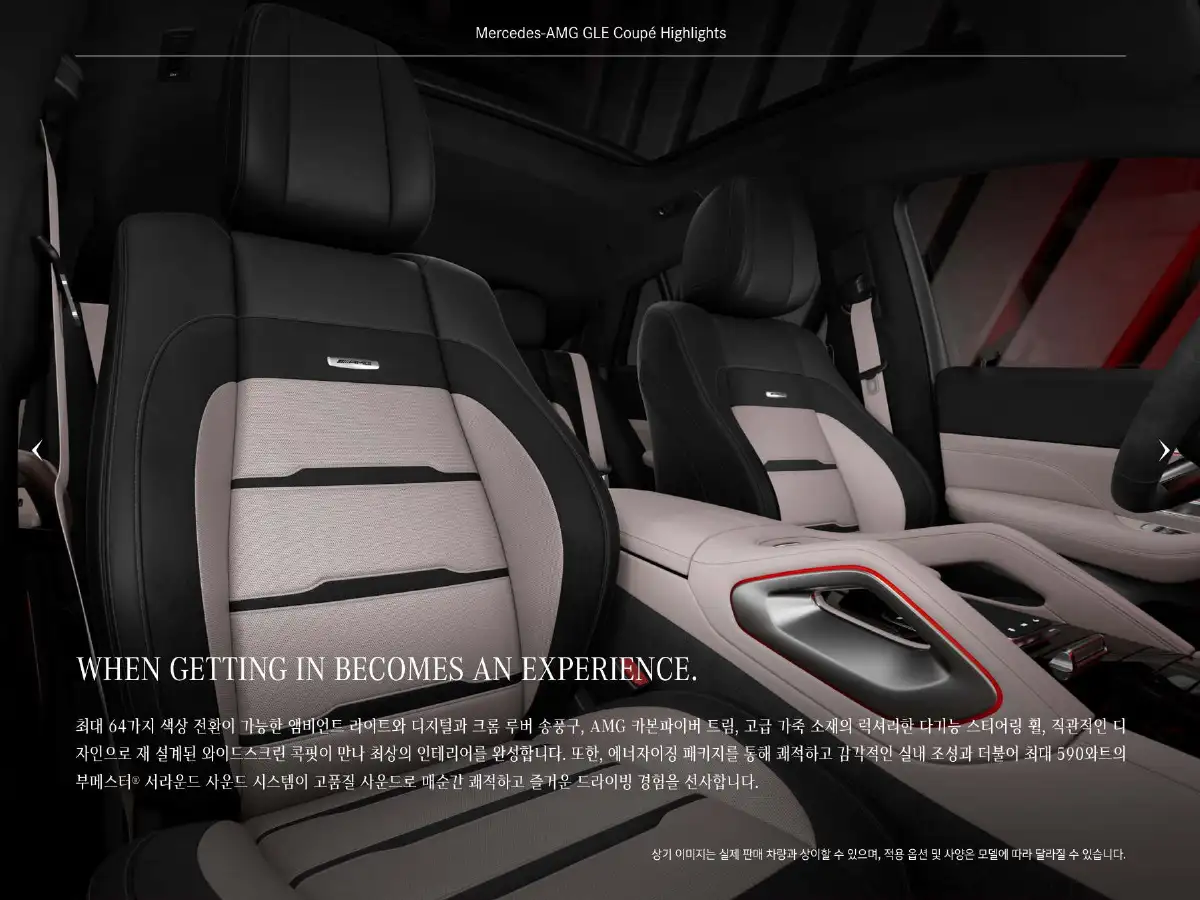 Mercedes-AMG GLE Coupé Highlights
WHEN GETTING IN BECOMES AN EXPERIENCE.
최대 64가지 색상 전환이 가능한 앰비언트 라이트와 디지털과 크롬 루버 송풍구, AMG 카본파이버 트림, 고급 가죽 소재의 럭셔리한 다기능 스티어링 휠, 직관적인 디
자인으로 재 설계된 와이드스크린 콕핏이 만나 최상의 인테리어를 완성합니다. 또한, 에너자이징 패키지를 통해 쾌적하고 감각적인 실내 조성과 더불어 최대 590와트의
부메스터® 서라운드 사운드 시스템이 고품질 사운드로 매순간 쾌적하고 즐거운 드라이빙 경험을 선사합니다.
상기 이미지는 실제 판매 차량과 상이할 수 있으며, 적용 옵션 및 사양은 모델에 따라 달라질 수 있습니다.